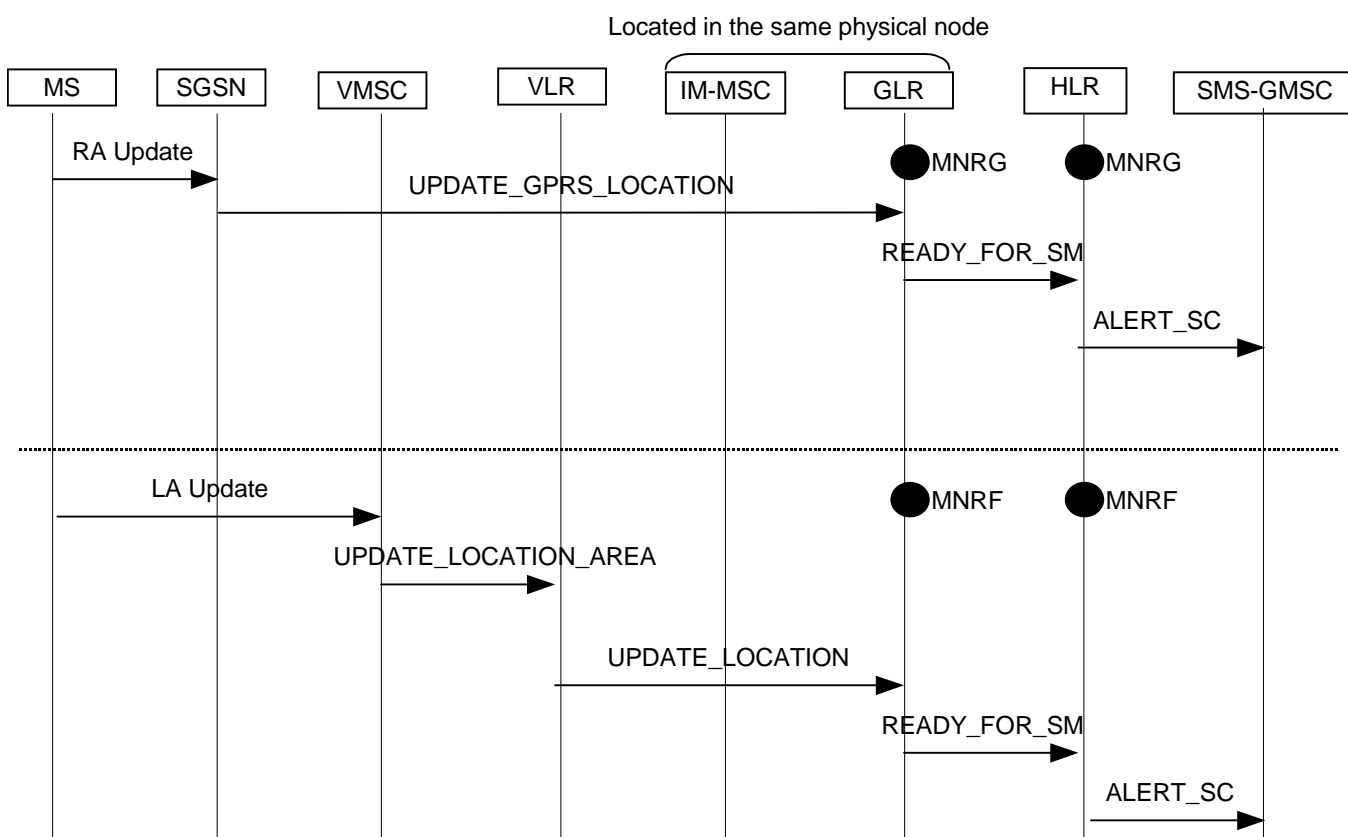 Located in the same physical node
MS SGSN VMSC VLR IM-MSC GLR HLR SMS-GMSC
RA Update
MNRG MNRG
UPDATE_GPRS_LOCATION
READY_FOR_SM
ALERT_SC
LA Update
MNRF MNRF
UPDATE_LOCATION_AREA
UPDATE_LOCATION
READY_FOR_SM
ALERT_SC